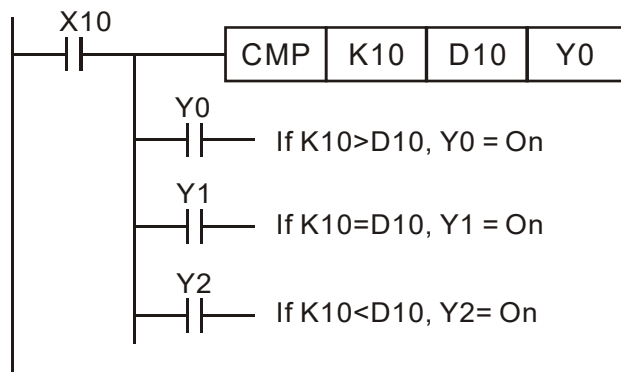 X10
CMP K10 D10 Y0
Y0
If K10>D10, Y0 = On
Y1
If K10=D10, Y1 = On
Y2
If K10<D10, Y2= On